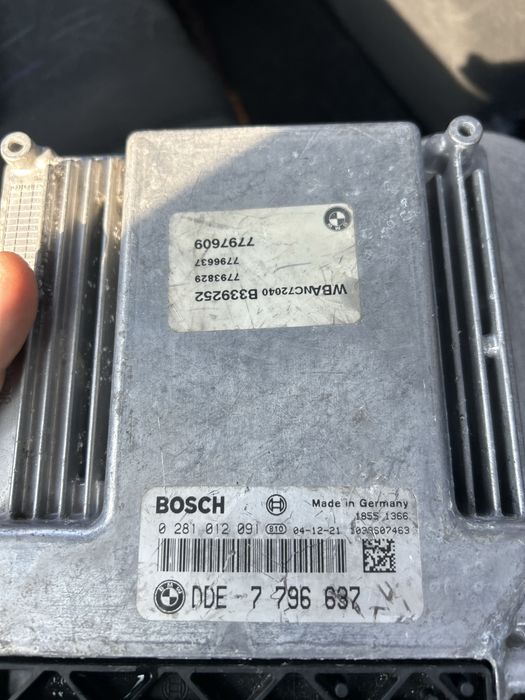 WBANC72040 B339252
7793829
7796637
7797609
BOSCH Made in Germany
1855 1366
0 281 012 091 04-12-21 1039S07463
DDE 7 796 637